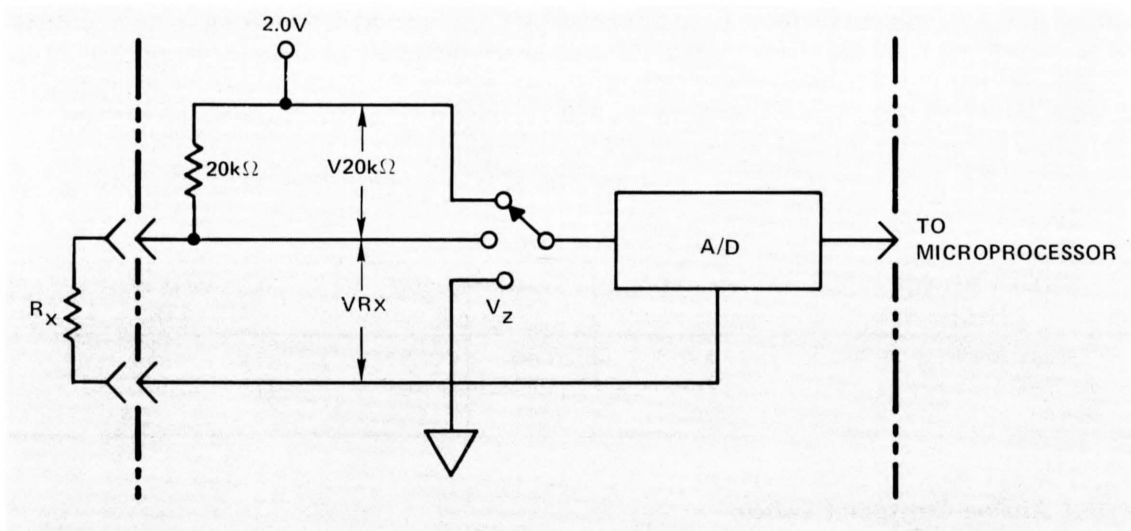 2.0V
20kΩ
V20kΩ
A/D
TO
MICROPROCESSOR
RX
VRX
VZ